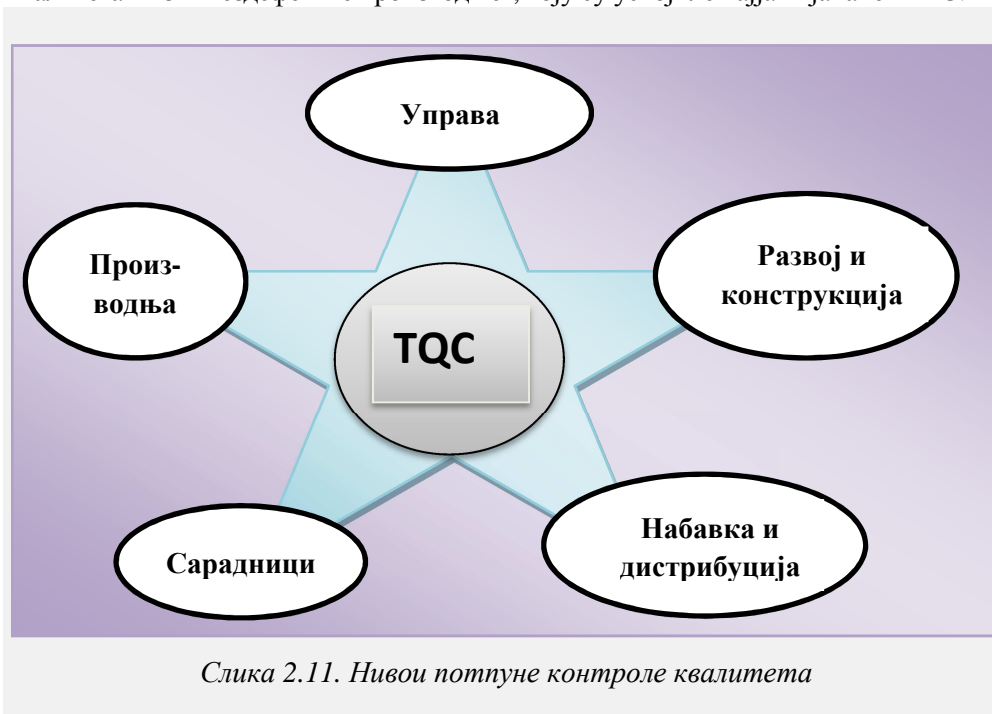 Управа
Произ-
водња
Развој и
конструкција
TQC
Набавка и
дистрибуција
Сарадници
Слика 2.11. Нивои потпуне контроле квалитета